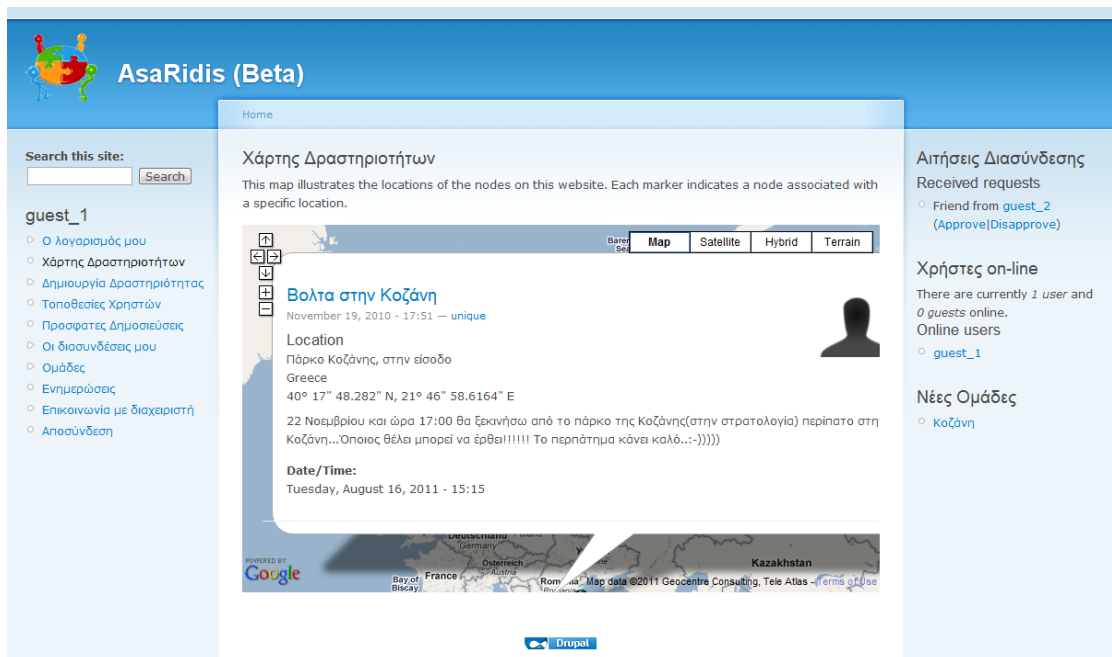 AsaRidis (Beta)
Home
Search this site:
Search
guest_1
Ο λογαρισμός μου
Χάρτης Δραστηριοτήτων
Δημιουργία Δραστηριότητας
Τοποθεσίες Χρηστών
Προσφατες Δημοσιεύσεις
Οι διασυνδέσεις μου
Ομάδες
Ενημερώσεις
Επικοινωνία με διαχειριστή
Αποσύνδεση
Χάρτης Δραστηριοτήτων
This map illustrates the locations of the nodes on this website. Each marker indicates a node associated with
a specific location.
Map Satellite Hybrid Terrain
Βολτα στην Κοζάνη
November 19, 2010 - 17:51 — unique
Location
Πάρκο Κοζάνης, στην είσοδο
Greece
40° 17" 48.282" N, 21° 46" 58.6164" E
22 Νοεμβρίου και ώρα 17:00 θα ξεκινήσω από το πάρκο της Κοζάνης(στην στρατολογία) περίπατο στη
Κοζάνη...Όποιος θέλει μπορεί να έρθει!!!!!! Το περπάτημα κάνει καλό..:-)))))
Date/Time:
Tuesday, August 16, 2011 - 15:15
Deutschland
Germany
Österreich
Austria
Kazakhstan
POWERED BY
Google
Bay of
Biscay
France
Map data ©2011 Geocentre Consulting, Tele Atlas - Terms of Use
Αιτήσεις Διασύνδεσης
Received requests
Friend from guest_2
(Approve|Disapprove)
Χρήστες on-line
There are currently 1 user and
0 guests online.
Online users
guest_1
Νέες Ομάδες
Κοζάνη
Drupal